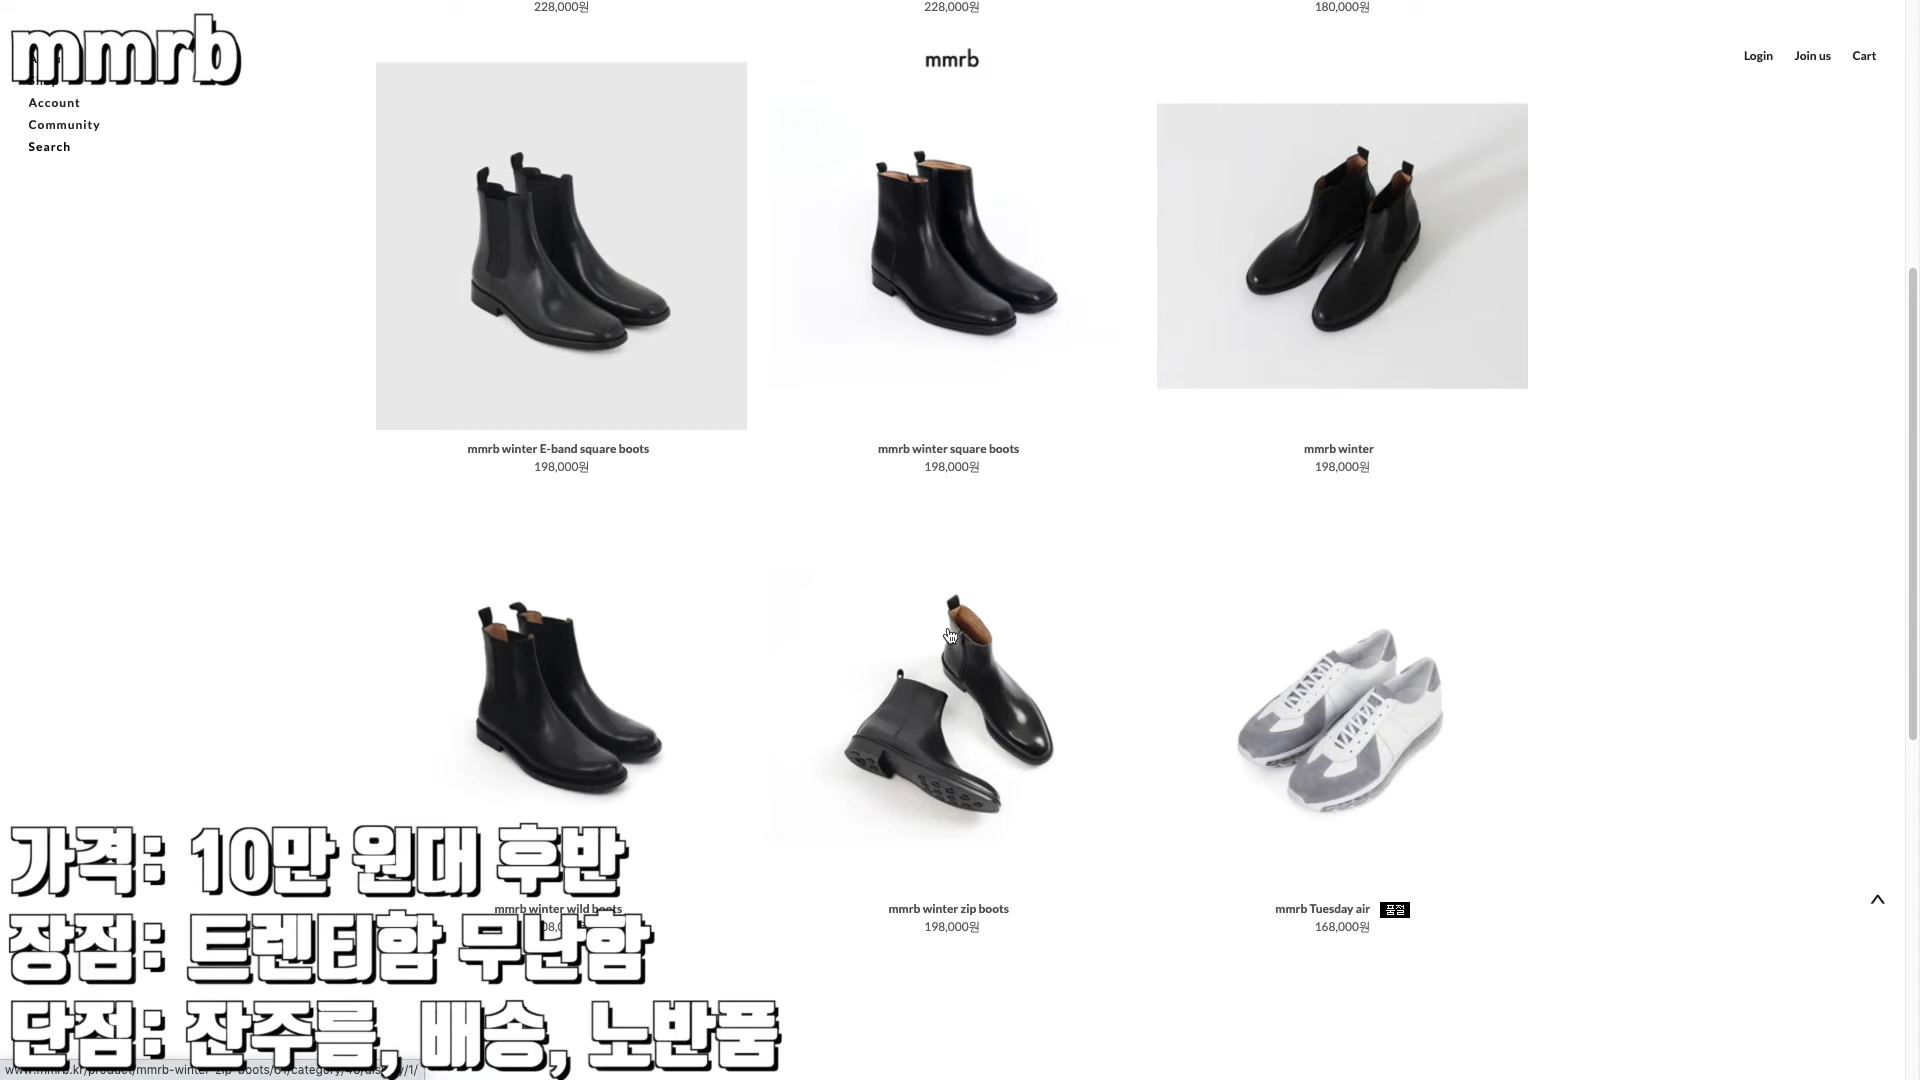 228,000원
228,000원
180,000원
mmrb
mmrb
Login
Join us
Cart
Account
Community
Search
mmrb winter E-band square boots
198,000원
mmrb winter square boots
198,000원
mmrb winter
198,000원
mmrb winter wild boots
mmrb winter zip boots
198,000원
mmrb Tuesday air 품절
168,000원
가격: 10만 원대 후반
장점: 트렌티함 무난함
단점: 잔주름, 배송, 노반품